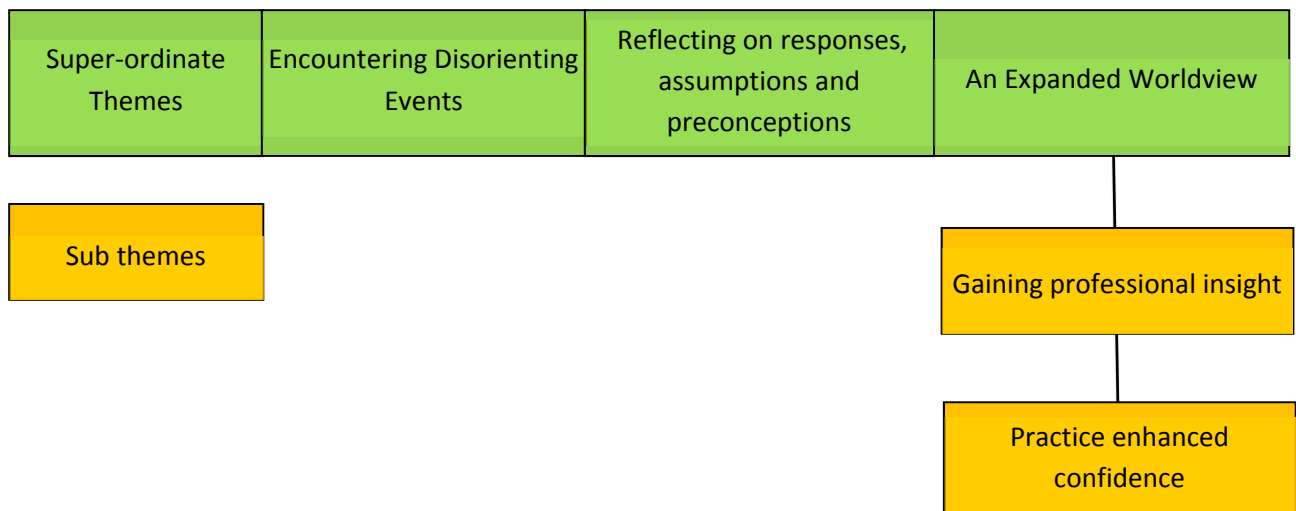 Super-ordinate
Themes
Encountering Disorienting
Events
Reflecting on responses,
assumptions and
preconceptions
An Expanded Worldview
Sub themes
Gaining professional insight
Practice enhanced
confidence